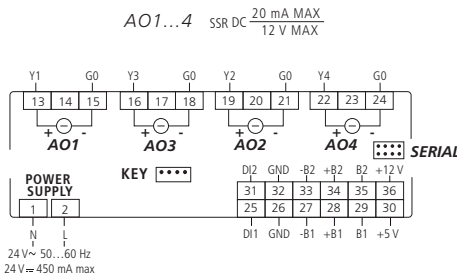 AO1...4 SSR DC 20 mA MAX
12 V MAX
Y1 G0 Y3 G0 Y2 G0 Y4 G0
13 14 15 16 17 18 19 20 21 22 23 24
+ - + - + - + -
AO1 AO3 AO2 AO4
SERIAL
KEY
POWER
SUPPLY
DI2 GND -B2 +B2 B2 +12 V
31 32 33 34 35 36
1 2 25 26 27 28 29 30
N L DI1 GND -B1 +B1 B1 +5 V
24 V~ 50...60 Hz
24 V⎓ 450 mA max